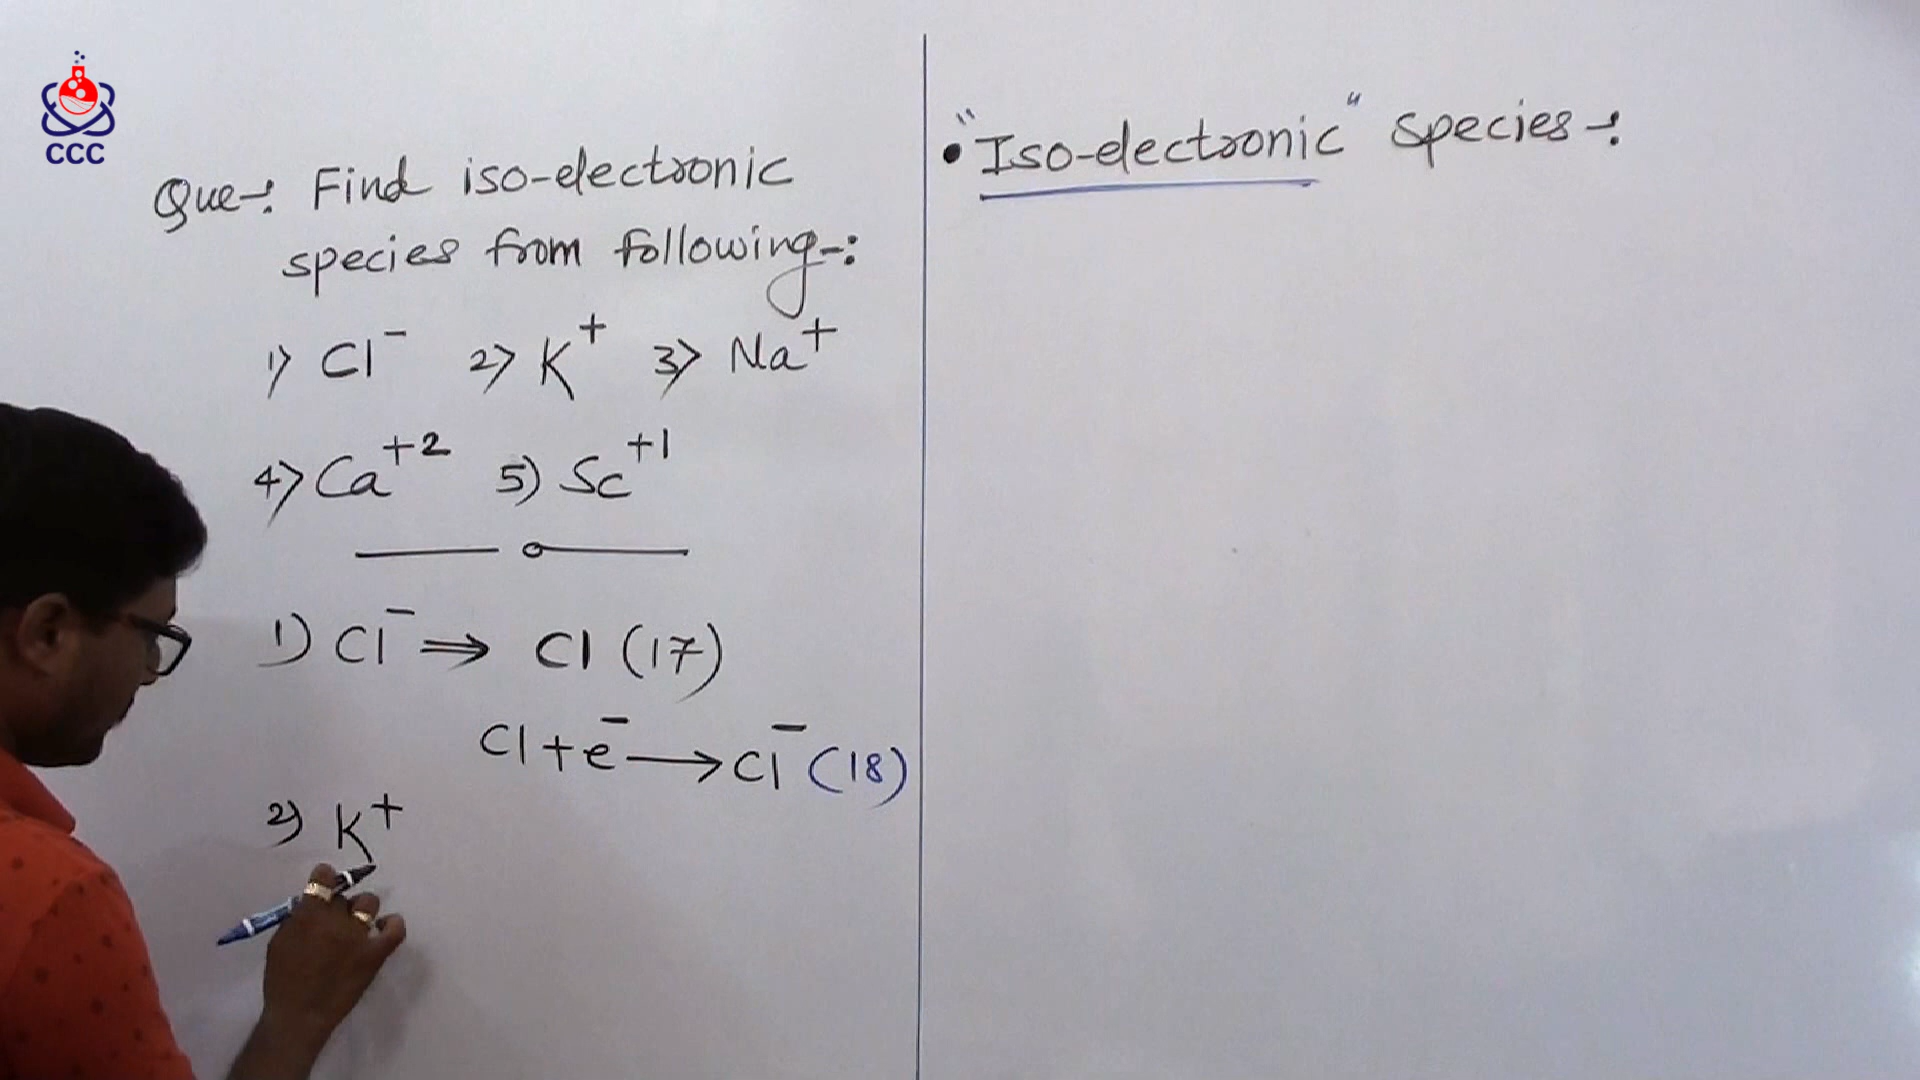 CCC
Que-: Find iso-electronic
species from following-:
1) Cl⁻ 2) K⁺ 3) Na⁺
4) Ca⁺² 5) Sc⁺¹
1) Cl⁻ ⇒ Cl (17)
Cl + e⁻ → Cl⁻ (18)
2) K⁺
• "Iso-electronic" species-: